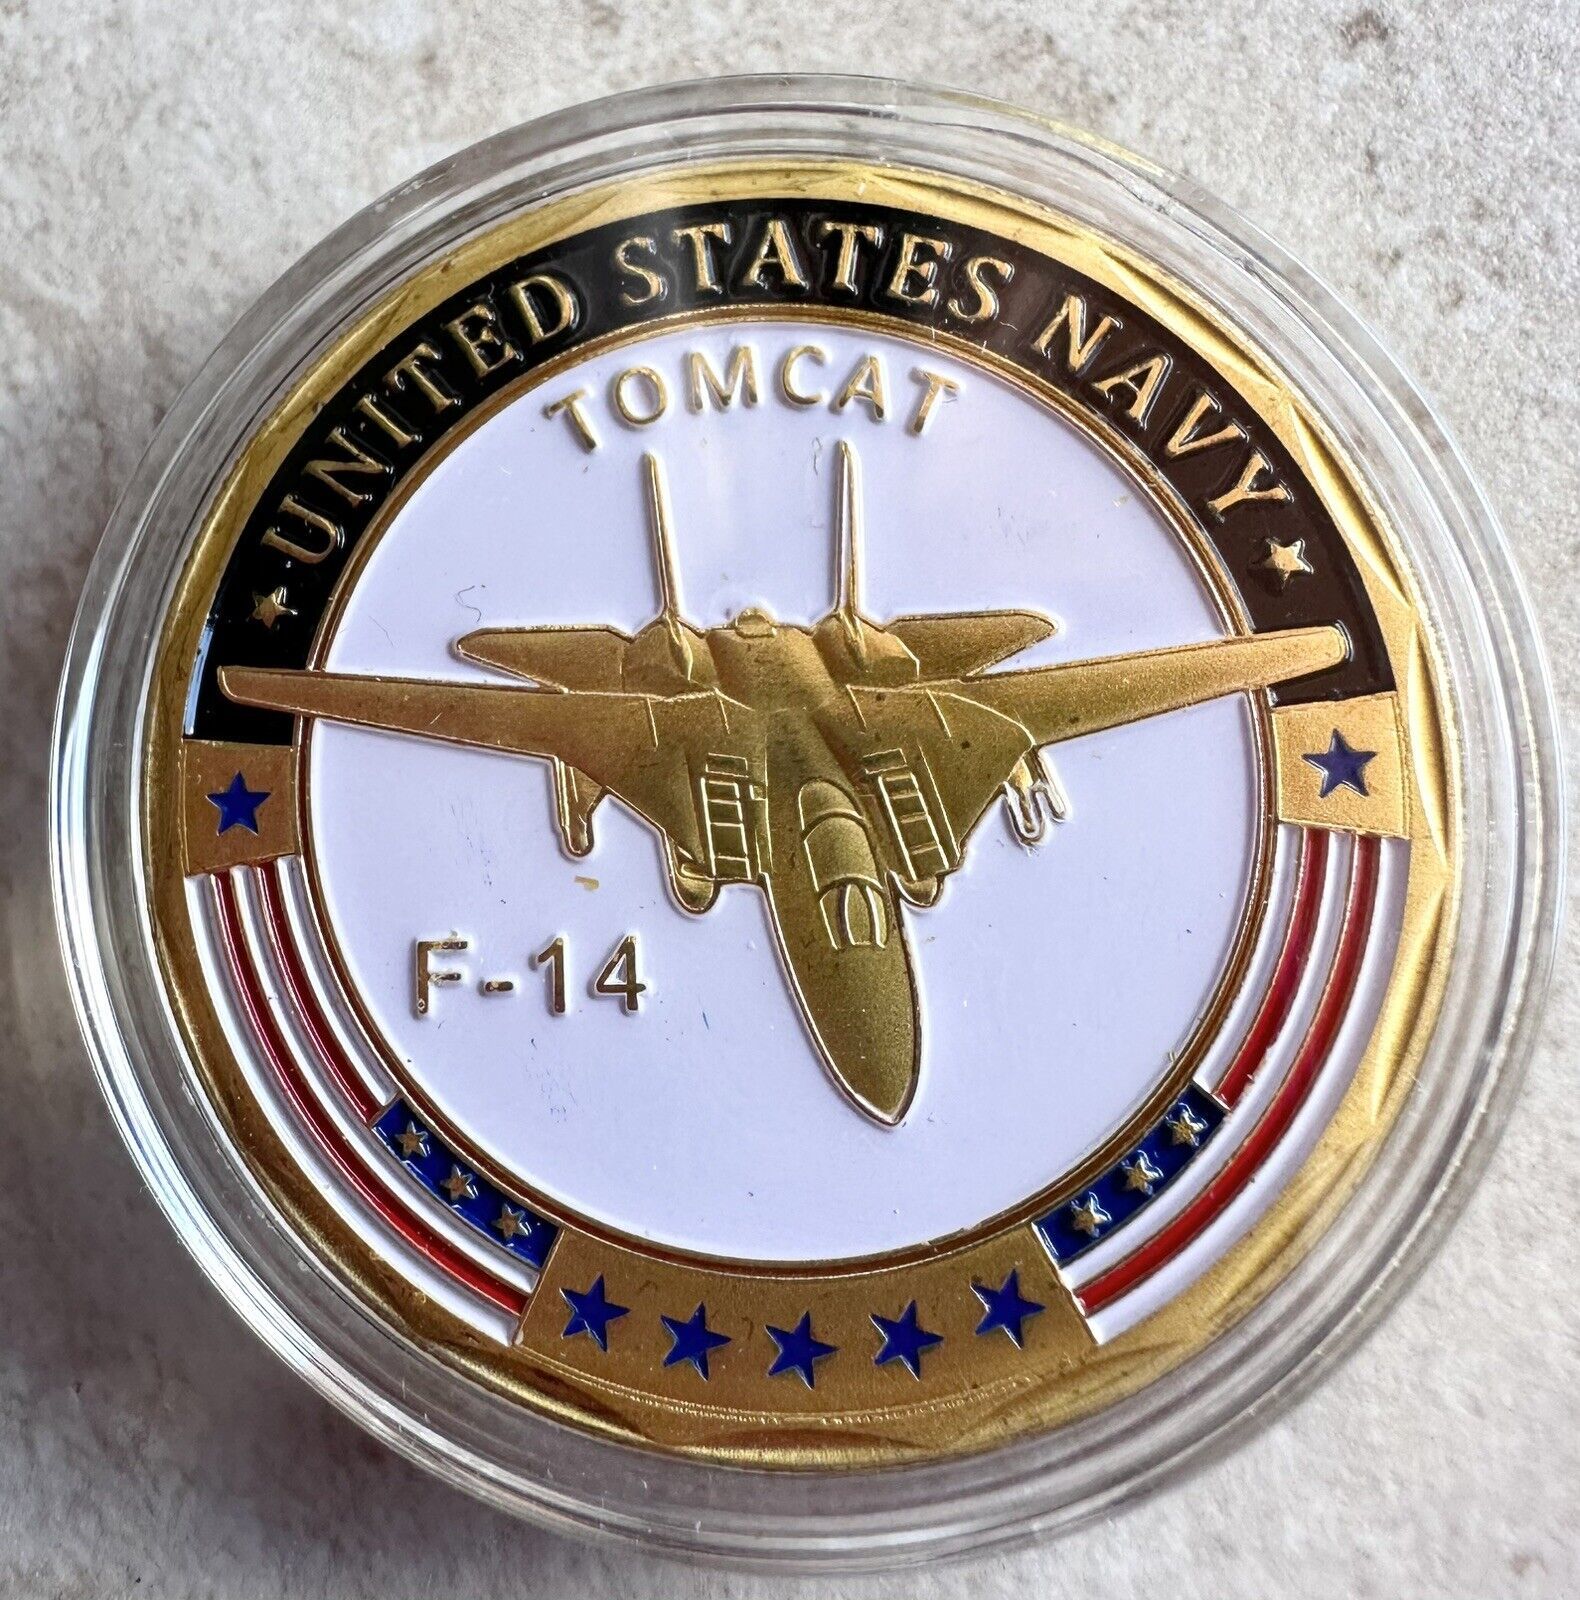 UNITED STATES NAVY
TOMCAT
F-14